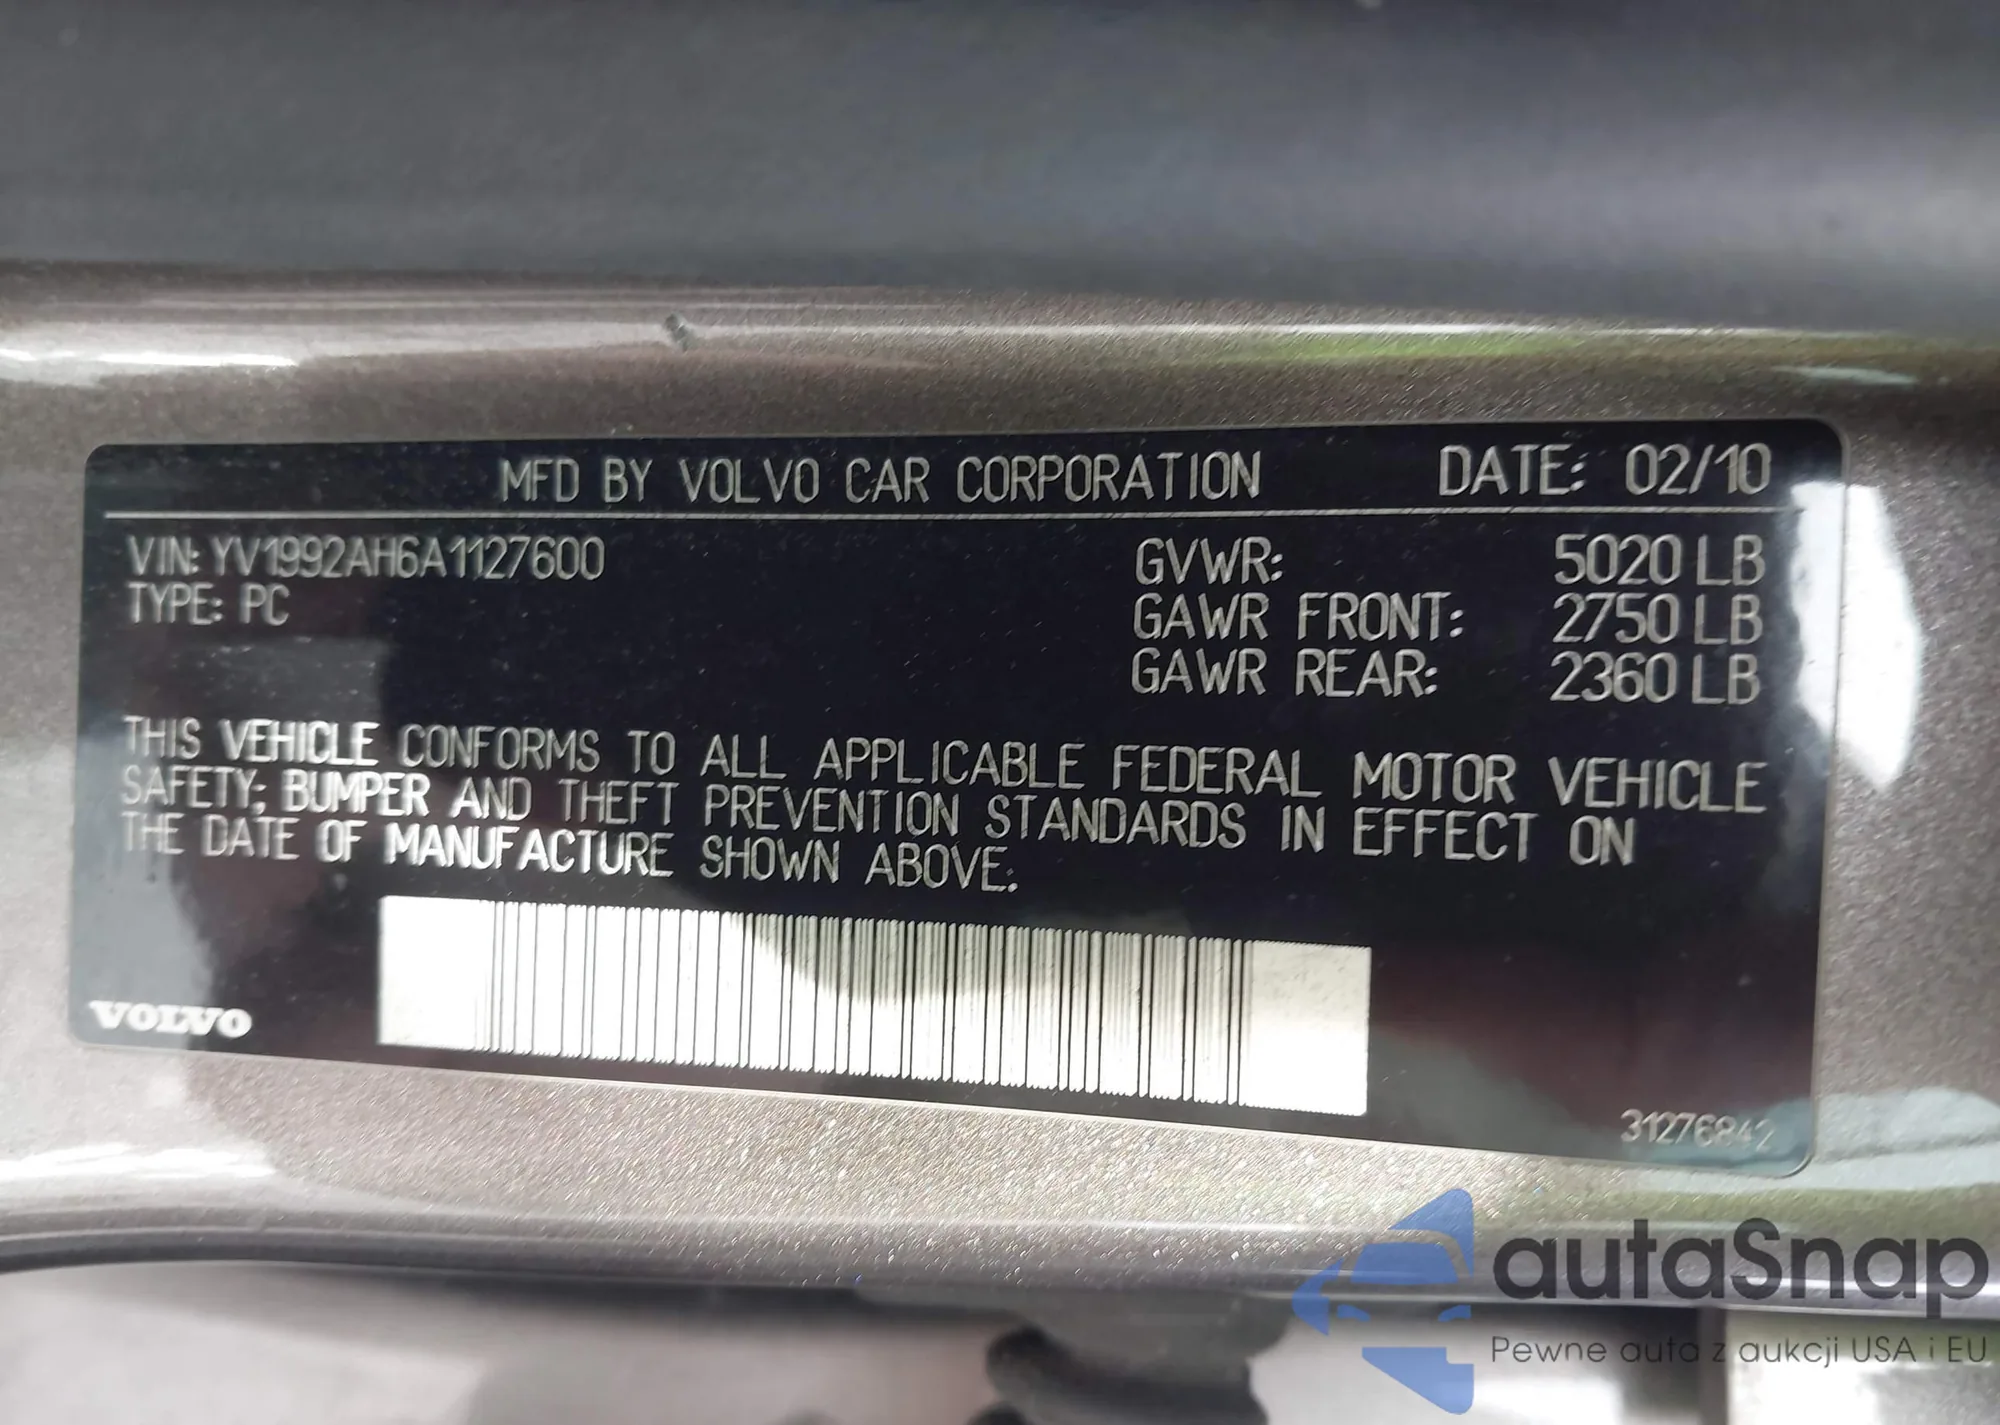 MFD BY VOLVO CAR CORPORATION DATE: 02/10
VIN: YV1992AH6A1127600
TYPE: PC
GVWR: 5020 LB
GAWR FRONT: 2750 LB
GAWR REAR: 2360 LB
THIS VEHICLE CONFORMS TO ALL APPLICABLE FEDERAL MOTOR VEHICLE
SAFETY; BUMPER AND THEFT PREVENTION STANDARDS IN EFFECT ON
THE DATE OF MANUFACTURE SHOWN ABOVE.
VOLVO
31276842
autaSnap
Pewne auta z aukcji USA i EU